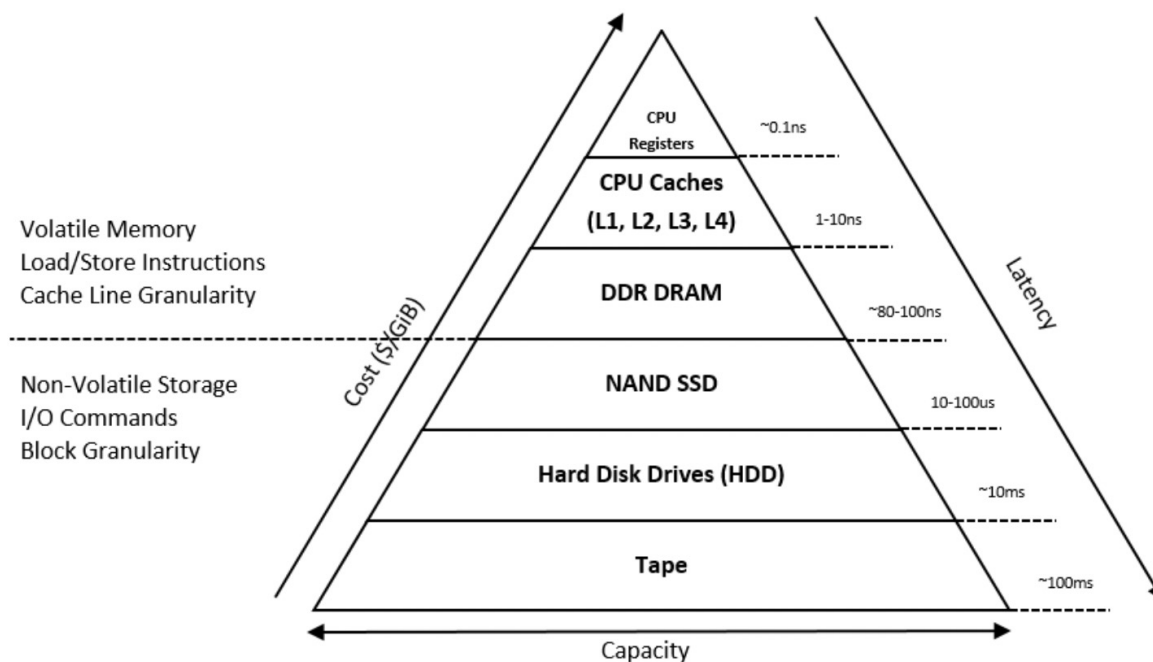 CPU
Registers
~0.1ns
CPU Caches
(L1, L2, L3, L4)
1-10ns
Volatile Memory
Load/Store Instructions
Cache Line Granularity
DDR DRAM
~80-100ns
Latency
Cost ($/GiB)
Non-Volatile Storage
I/O Commands
Block Granularity
NAND SSD
10-100us
Hard Disk Drives (HDD)
~10ms
Tape
~100ms
Capacity